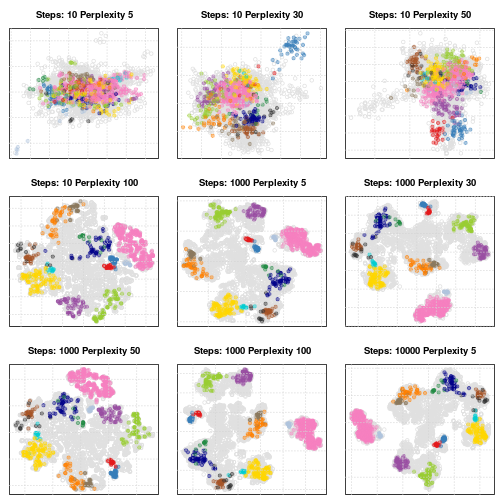 Steps: 10 Perplexity 5
Steps: 10 Perplexity 30
Steps: 10 Perplexity 50
Steps: 10 Perplexity 100
Steps: 1000 Perplexity 5
Steps: 1000 Perplexity 30
Steps: 1000 Perplexity 50
Steps: 1000 Perplexity 100
Steps: 10000 Perplexity 5